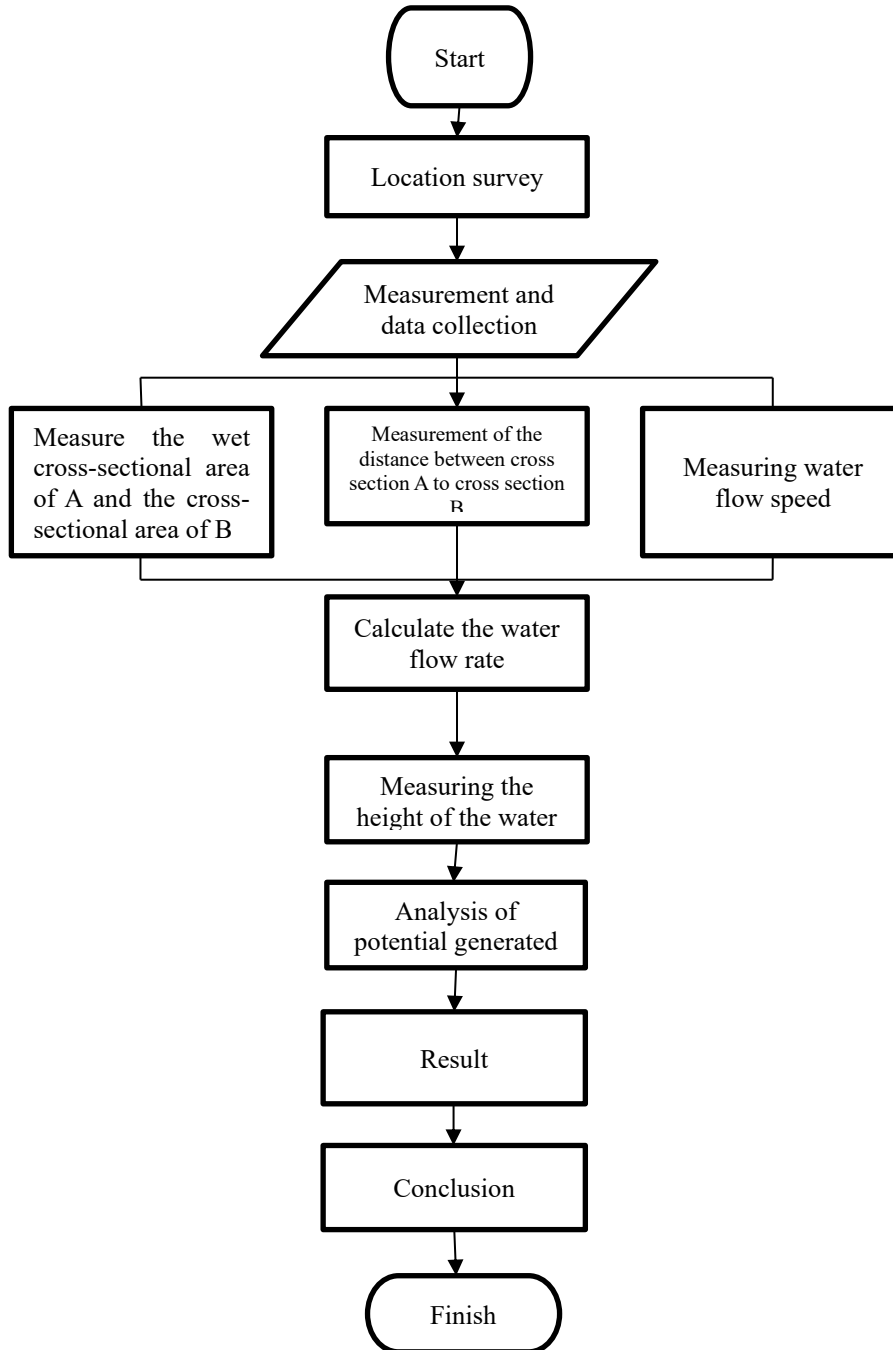 Start
Location survey
Measurement and
data collection
Measure the wet
cross-sectional area
of A and the cross-
sectional area of B
Measurement of the
distance between cross
section A to cross section
B
Measuring water
flow speed
Calculate the water
flow rate
Measuring the
height of the water
Analysis of
potential generated
Result
Conclusion
Finish